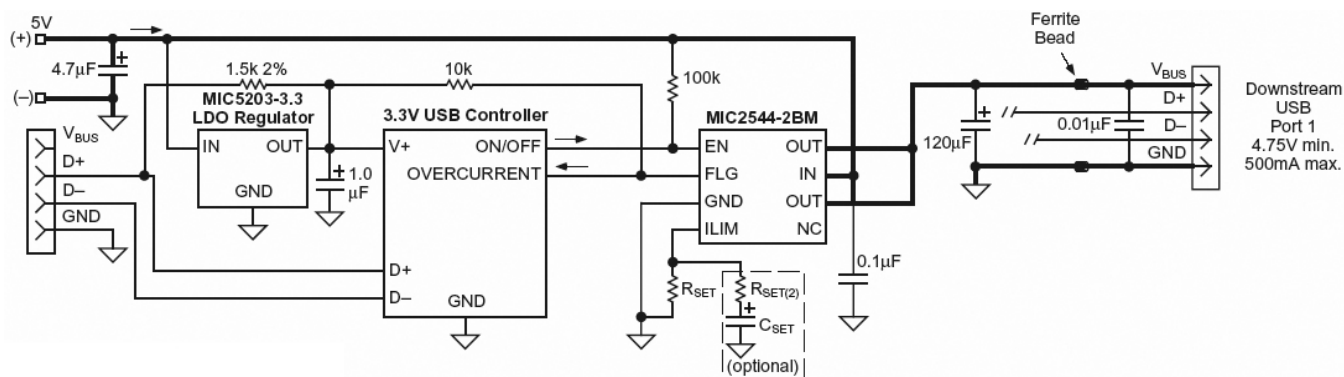 5V
(+)
4.7µF
(–)
1.5k 2%
10k
100k
Ferrite
Bead
MIC5203-3.3
LDO Regulator
IN
OUT
GND
1.0
µF
3.3V USB Controller
V+
ON/OFF
OVERCURRENT
D+
D–
GND
VBUS
D+
D–
GND
MIC2544-2BM
EN
FLG
GND
ILIM
OUT
IN
OUT
NC
RSET
RSET(2)
CSET
(optional)
0.1µF
120µF
0.01µF
VBUS
D+
D–
GND
Downstream
USB
Port 1
4.75V min.
500mA max.